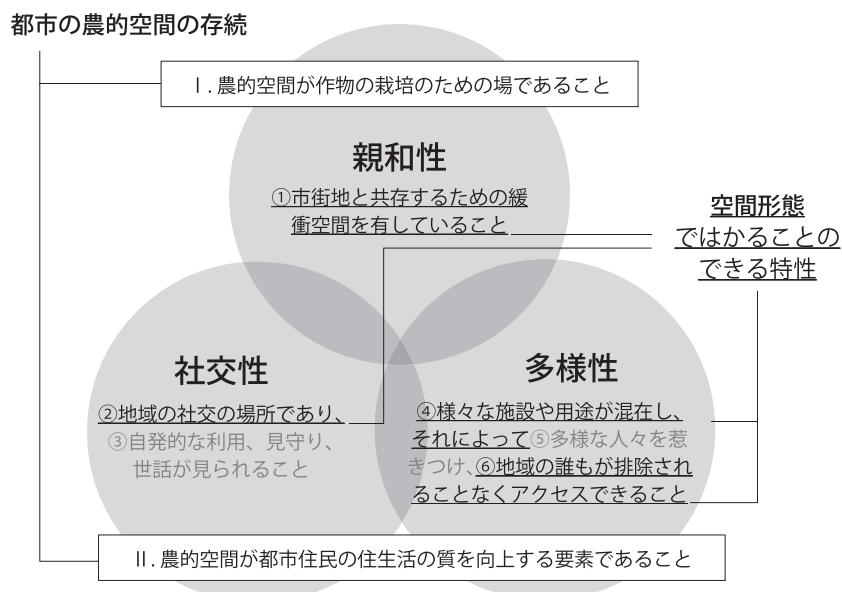 都市の農的空間の存続
Ⅰ. 農的空間が作物の栽培のための場であること
親和性
①市街地と共存するための緩
衝空間を有していること
空間形態
ではかることの
できる特性
社交性
②地域の社交の場所であり、
③自発的な利用、見守り、
世話が見られること
多様性
④様々な施設や用途が混在し、
それによって⑤多様な人々を惹
きつけ、⑥地域の誰もが排除され
ることなくアクセスできること
Ⅱ. 農的空間が都市住民の住生活の質を向上する要素であること